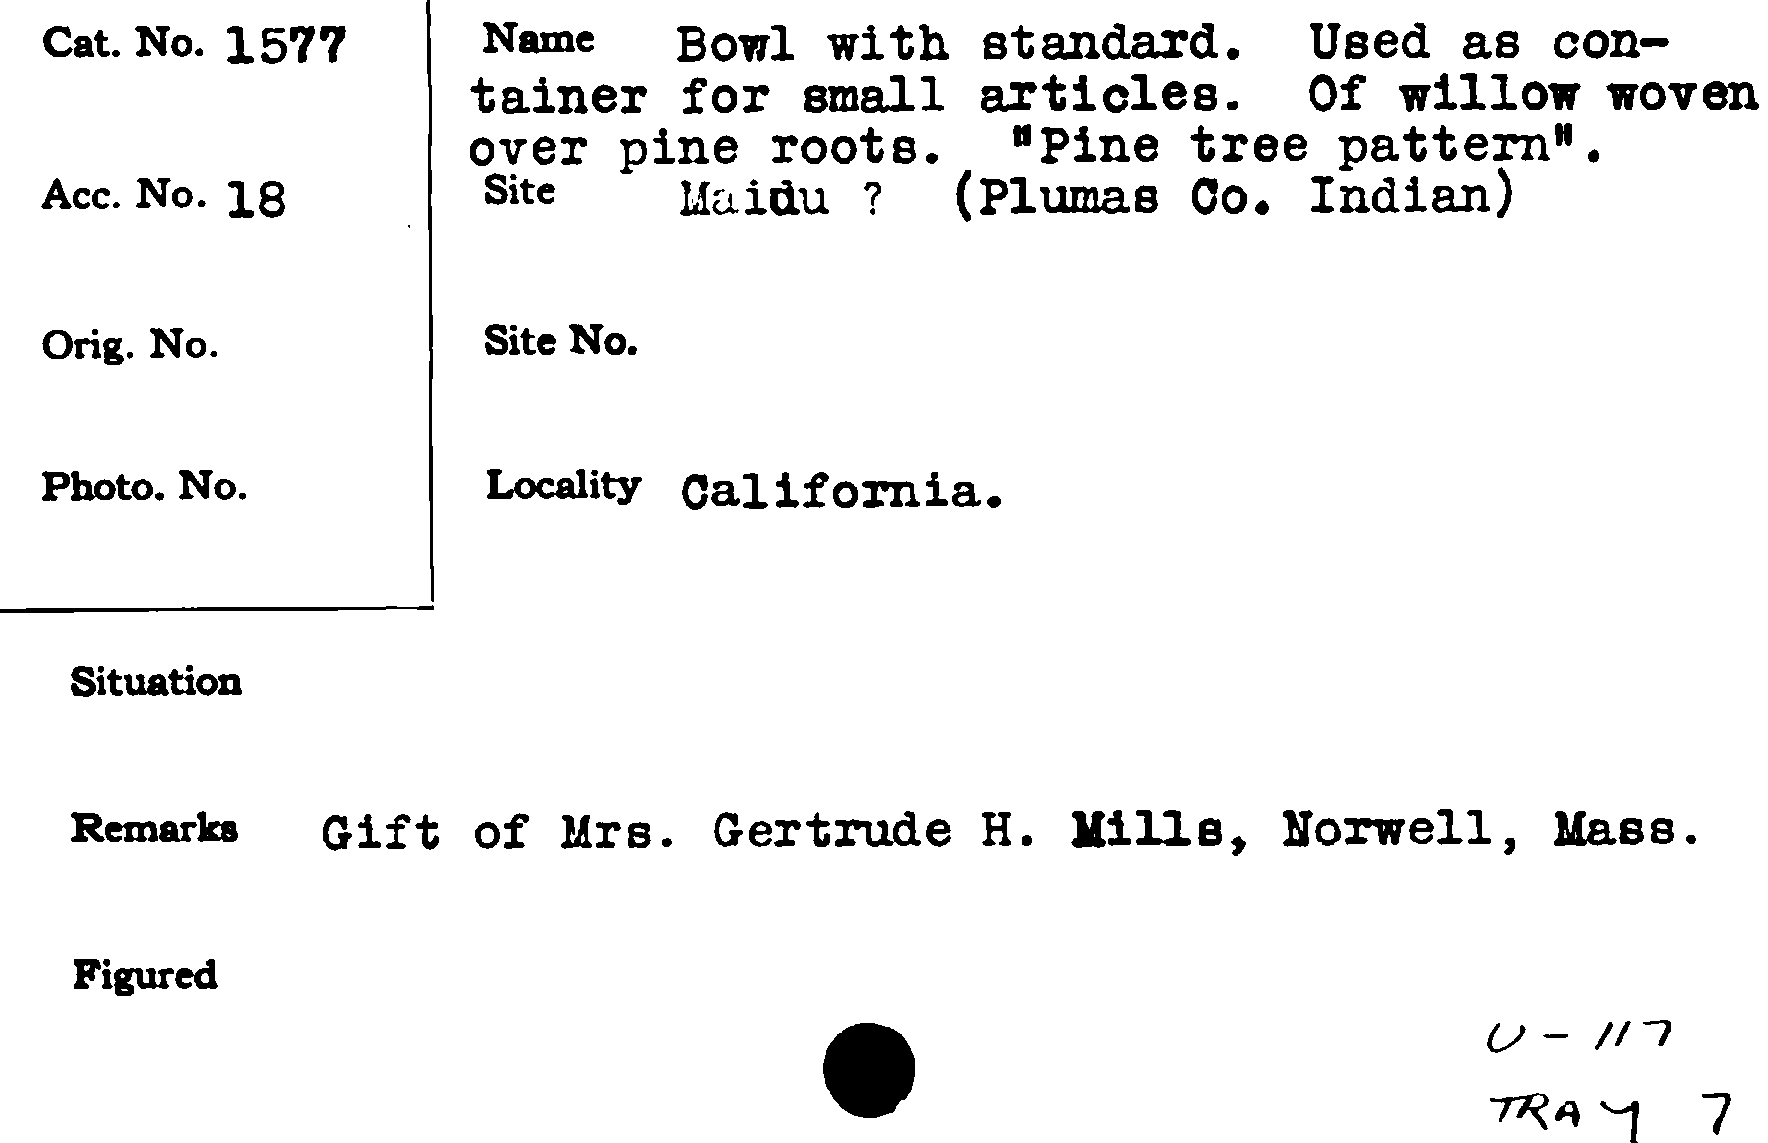 Cat. No. 1577
Name Bowl with standard. Used as con-
tainer for small articles. Of willow woven
over pine roots. "Pine tree pattern".
Acc. No. 18
Site Maidu ? (Plumas Co. Indian)
Orig. No.
Site No.
Photo. No.
Locality California.
Situation
Remarks Gift of Mrs. Gertrude H. Mills, Norwell, Mass.
Figured
U-117
TRAY 7